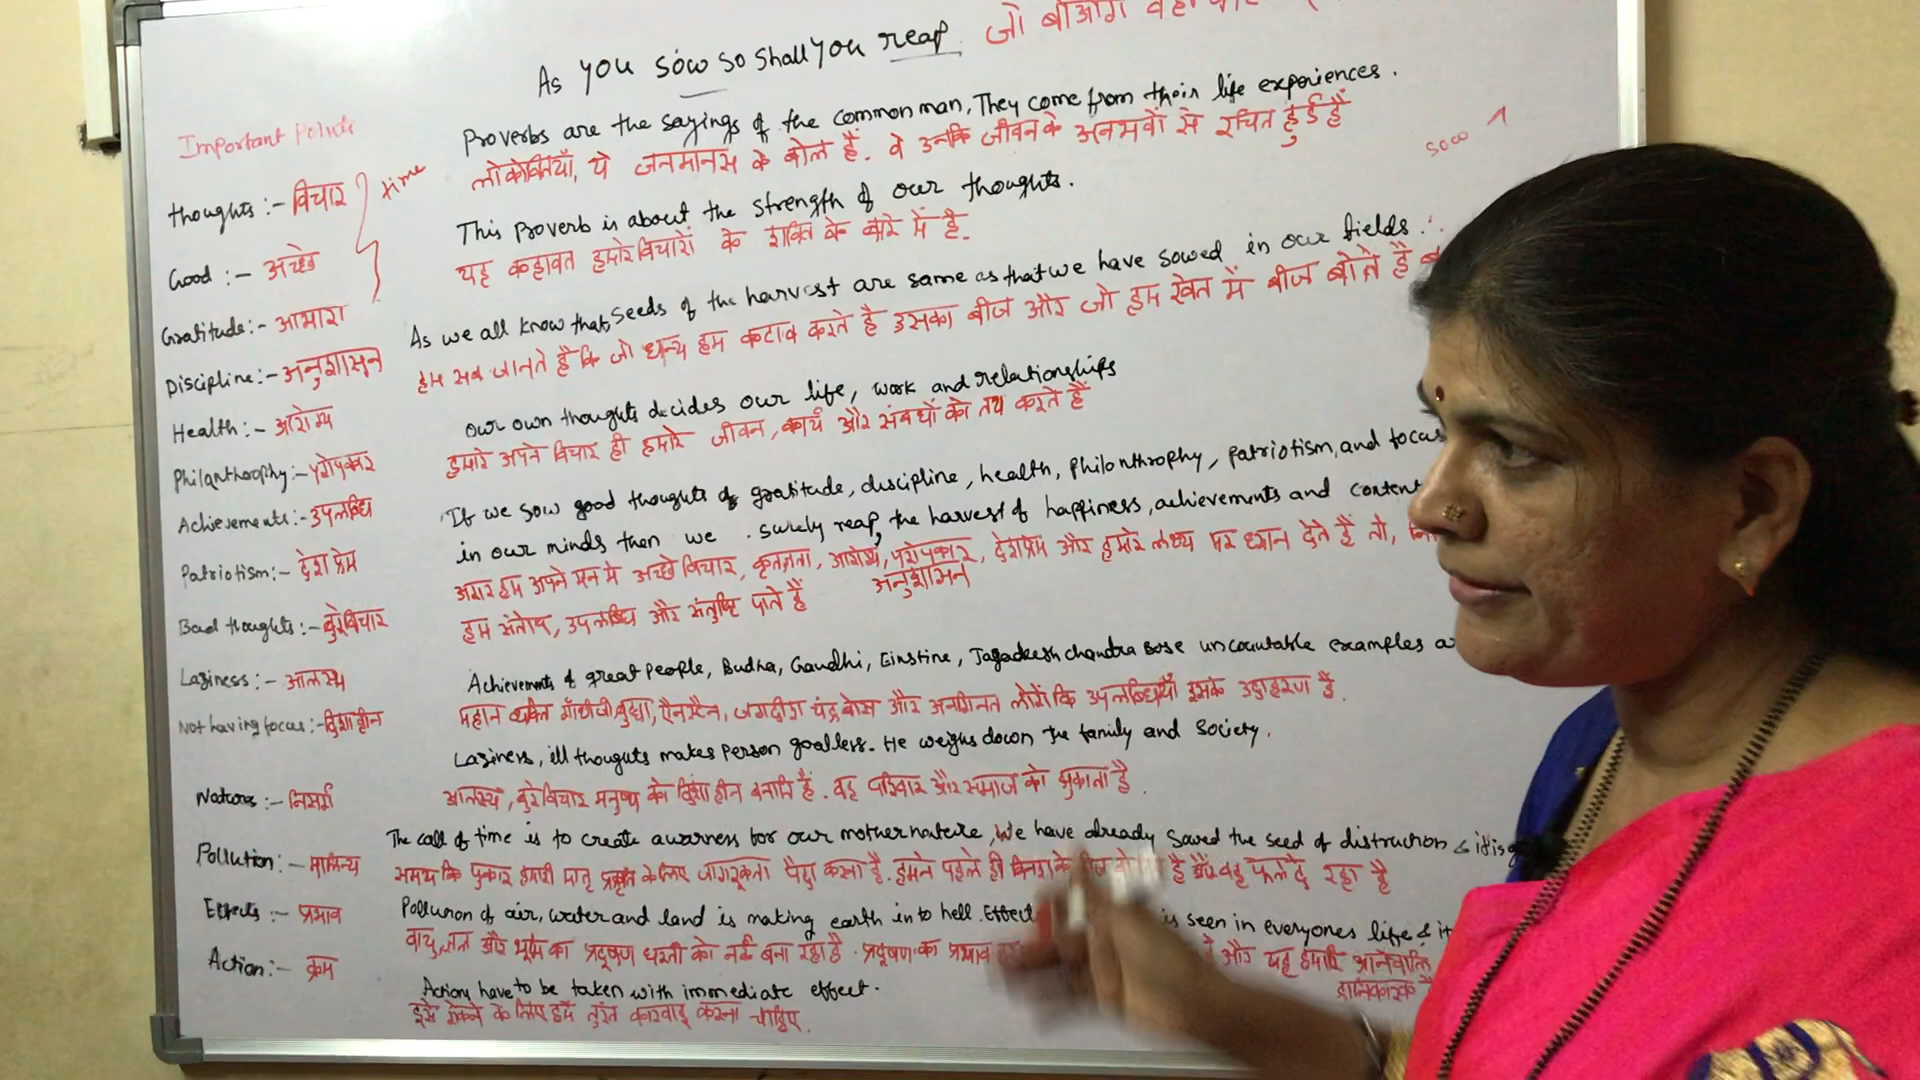 As you sow so shall you reap जो बोओगे वही
Important Points
thoughts :- विचार
time
Good :- अच्छे
Gratitude:- आभारा
Discipline:- अनुशासन
Health:- आरोग्य
Philanthrophy:- परोपकार
Achievements:- उपलब्धि
Patriotism:- देश प्रेम
Bad thoughts:- बुरेविचार
Laziness:- आलस्य
Not having focus:- दिशाहीन
Nature :- निसर्ग
Pollution:- मालिन्य
Effects:- प्रभाव
Action:- क्रम
Proverbs are the sayings of the common man, They come from their life experiences.
लोकोक्तियाँ, ये जनमानस के बोल हैं. वे उनकि जीवन के अनभवों से रचित हुई हैं
sow
This proverb is about the strength of our thoughts.
यह कहावत हमारे विचारों के शक्ति के बारे में है.
As we all know that, seeds of the harvest are same as that we have sowed in our fields.
हम सब जानते है कि जो धान्य हम कटाव करते है उसका बीज और जो हम खेत में बीज बोते है
Our own thoughts decides our life, work and relationships
हमारे अपने विचार ही हमारे जीवन, कार्य और संबधों को तय करते हैं
If we sow good thoughts of gratitude, discipline, health, philonthrophy, patriotism, and focus
in our minds then we surely reap, the harvest of happiness, achievements and content
अगर हम अपने मन मे अच्छे विचार, कृतज्ञता, आरोग्य, परोपकार, देशप्रेम और हमारे लक्ष्य पर ध्यान देते हैं तो,
अनुशासन
हम संतोष, उपलब्धि और संतुष्टि पाते हैं
Achievements of great people, Budha, Gandhi, Einstine, Jagadeesh chandra Bose uncountable examples
महान व्यक्ति गाँधीजी, बुध्दा, ऐनस्टैन, जगदीश चंद्र बोस और अनगिनत लोगों कि उपलब्धियाँ इसके उदाहरण हैं.
Laziness, ill thoughts makes person goalless. He weighs down the family and society.
आलस्य, बुरे विचार मनुष्य को दिशा हीन बनाते हैं. वह परिवार और समाज को झुकाता है.
The call of time is to create awarness for our mother nature, We have already sowed the seed of distruction & it is
समय कि पुकार हमारी मातृ प्रकृति के लिए जागरूकता पैदा करना है. हमने पहले ही के है और वह फल दे रहा है
Pollution of air, water and land is making earth in to hell. Effect is seen in everyones life & it
वायु, जल और भूमि का प्रदूषण धरती को नर्क बना रहा है. प्रदूषण का प्रभाव और यह हमारि आनेवालि
हानिकारक
Actions have to be taken with immediate effect.
इसे रोकने के लिए हमें तुरंत कारवाइ करना चाहिए.